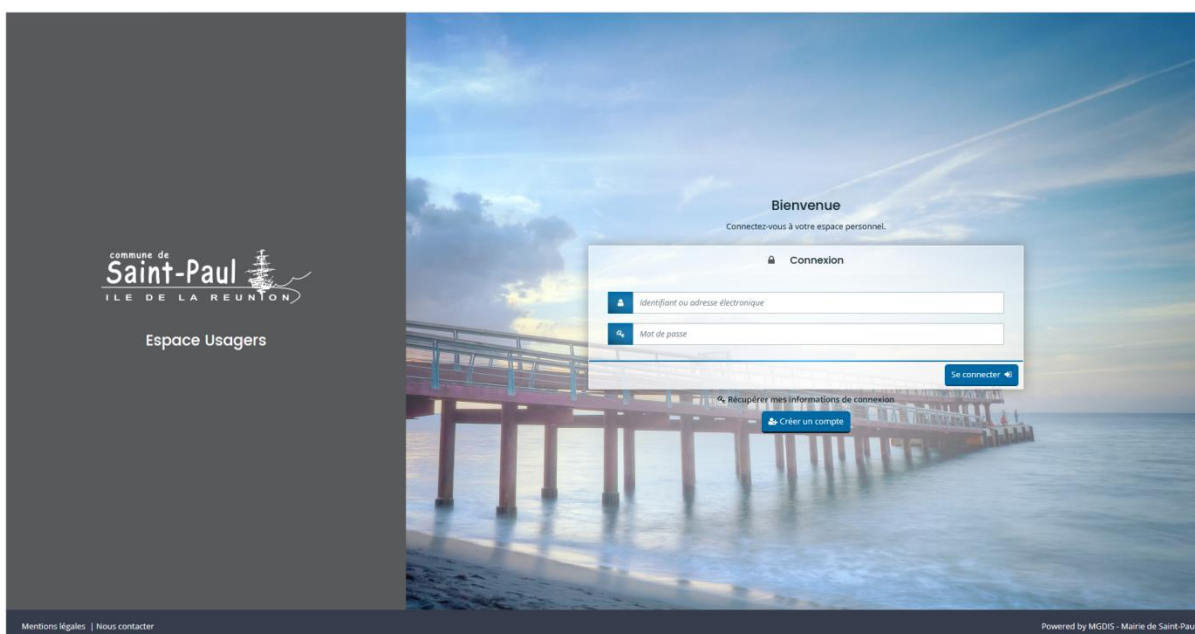 commune de
Saint-Paul
ILE DE LA REUNION
Espace Usagers
Bienvenue
Connectez-vous à votre espace personnel.
Connexion
Identifiant ou adresse électronique
Mot de passe
Se connecter
Récupérer mes informations de connexion
Créer un compte
Mentions légales | Nous contacter
Powered by MGDIS - Mairie de Saint-Paul